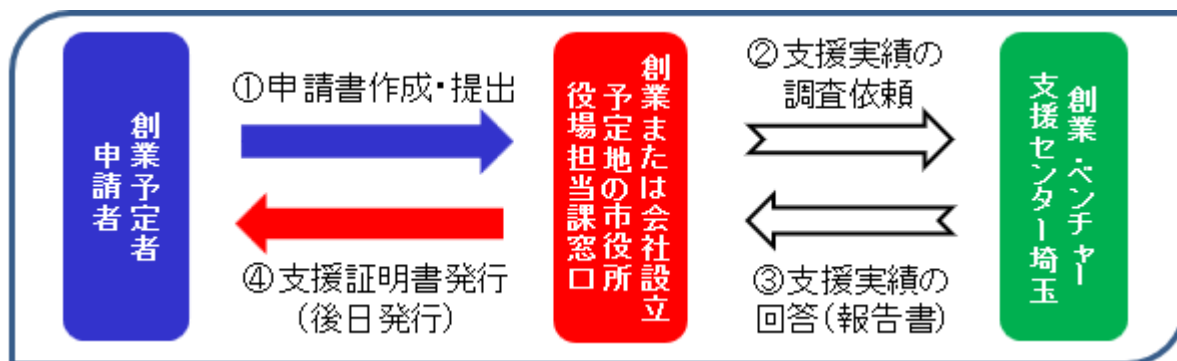 創業予定者
申請者
①申請書作成・提出
④支援証明書発行
(後日発行)
創業または会社設立
予定地の市役所
役場担当課窓口
②支援実績の
調査依頼
③支援実績の
回答(報告書)
創業・ベンチャー
支援センター埼玉